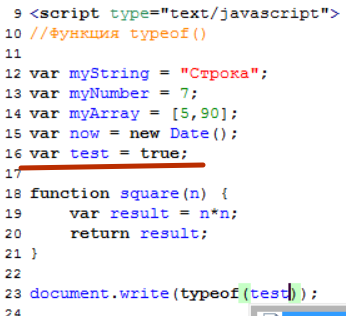 9 <script type="text/javascript">
10 //Функция typeof()
11
12 var myString = "Строка";
13 var myNumber = 7;
14 var myArray = [5,90];
15 var now = new Date();
16 var test = true;
17
18 function square(n) {
19     var result = n*n;
20     return result;
21 }
22
23 document.write(typeof(test));
24